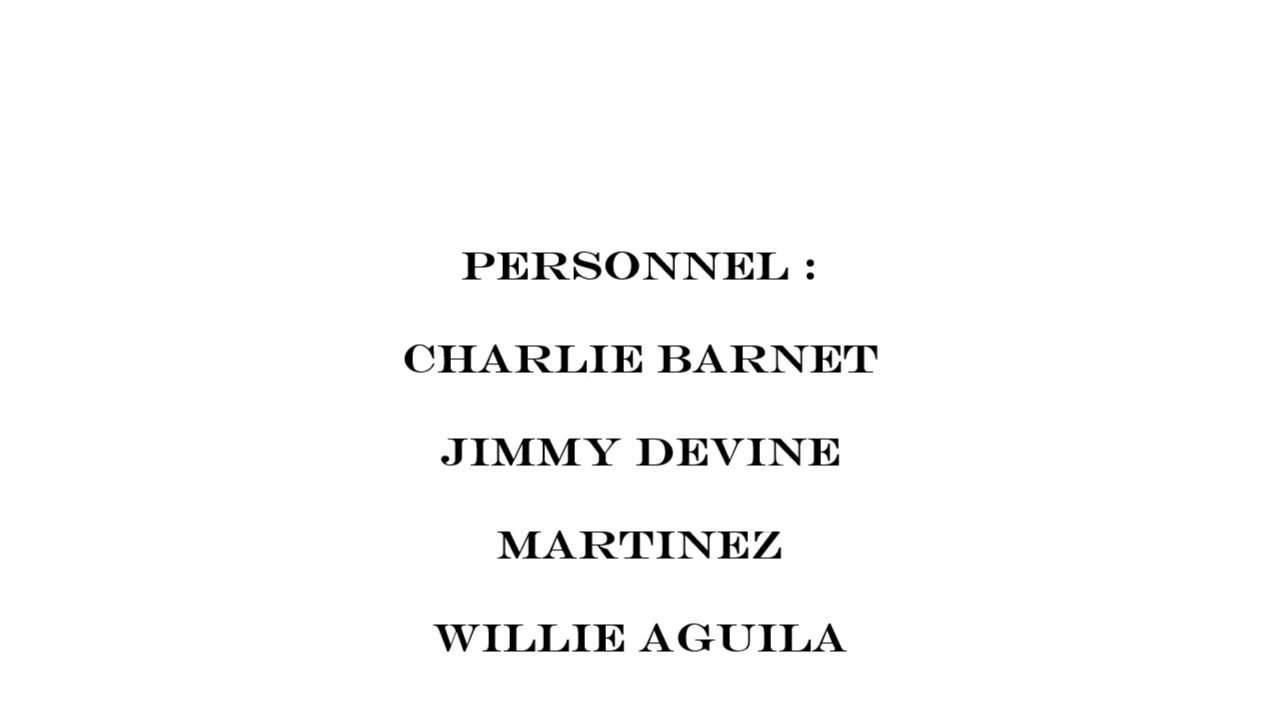 PERSONNEL :
CHARLIE BARNET
JIMMY DEVINE
MARTINEZ
WILLIE AGUILA